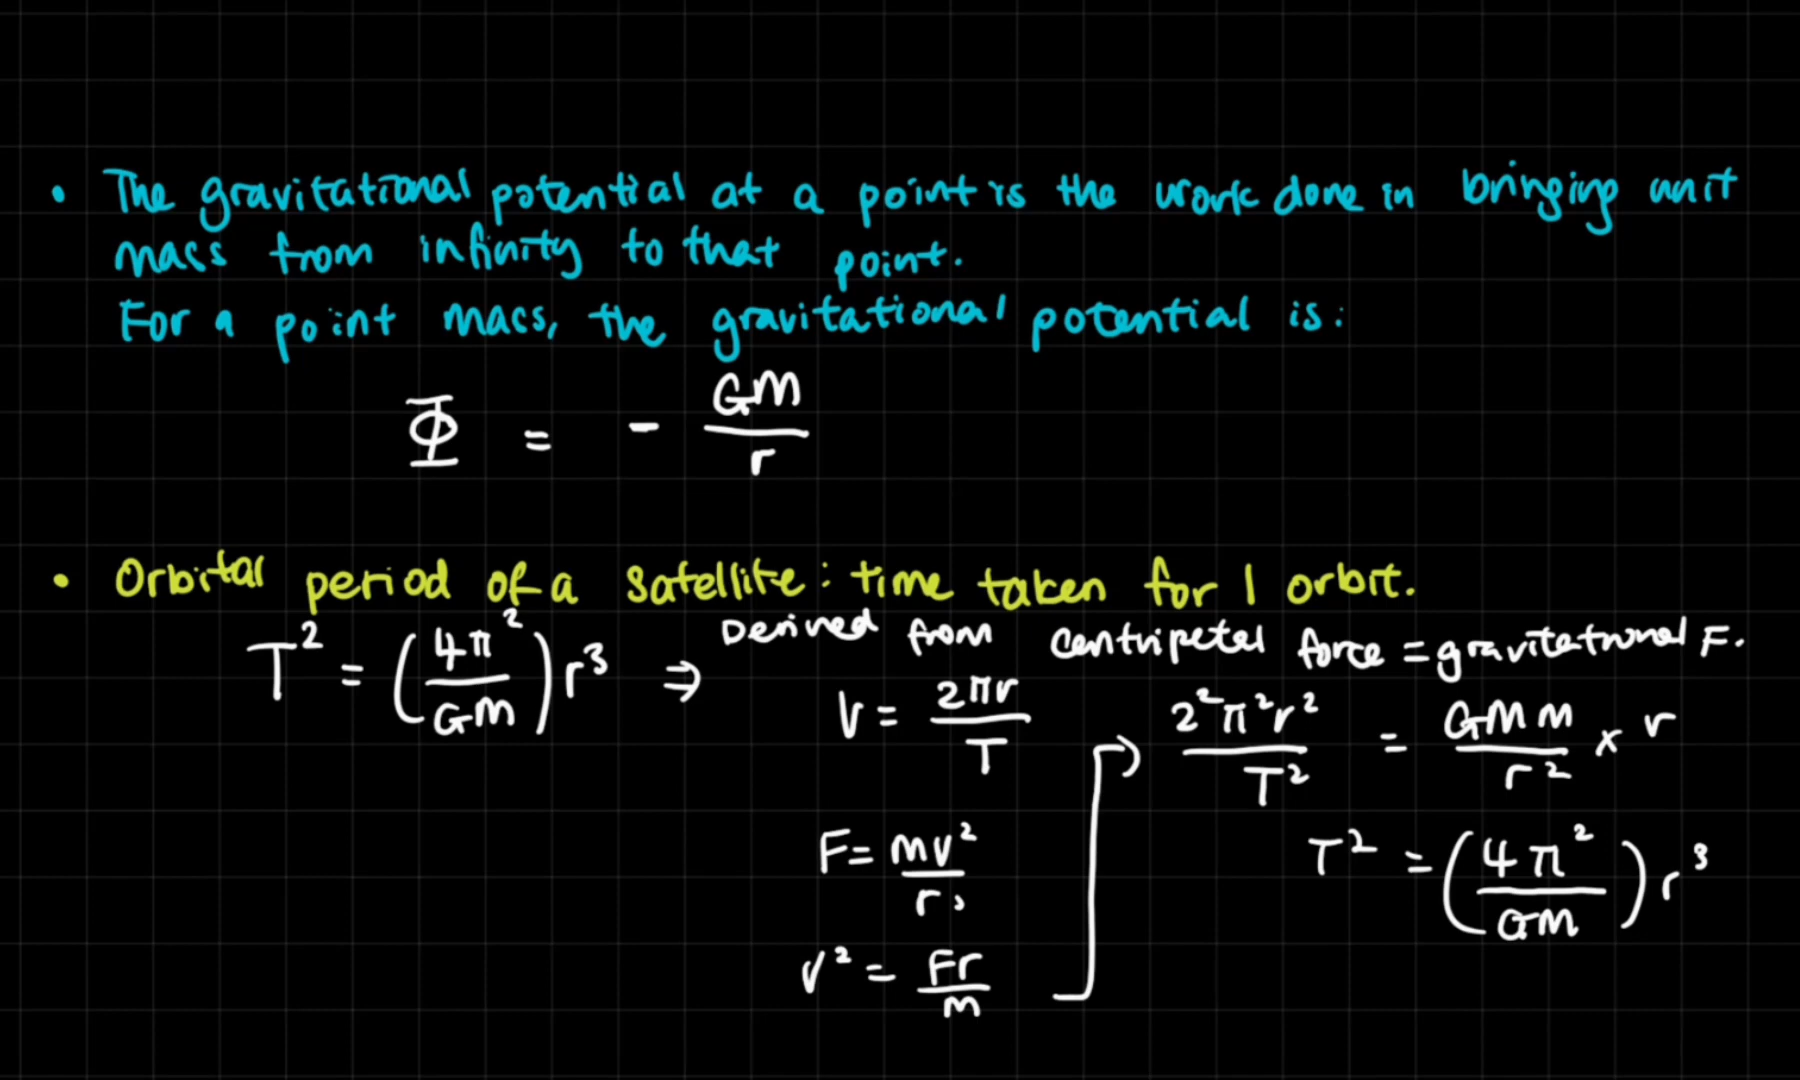 • The gravitational potential at a point is the work done in bringing unit
mass from infinity to that point.
For a point mass, the gravitational potential is:
Φ = - GM/r
• Orbital period of a satellite: time taken for 1 orbit.
T² = (4π²/GM) r³ ⇒ Derived from centripetal force = gravitational F.
V = 2πr/T
2²π²r²/T² = GMm/r² × r
F = mv²/r,
T² = (4π²/GM) r³
V² = Fr/m